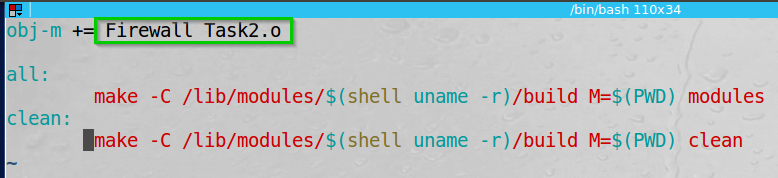 /bin/bash 110x34
obj-m += Firewall Task2.o
all:
make -C /lib/modules/$(shell uname -r)/build M=$(PWD) modules
clean:
make -C /lib/modules/$(shell uname -r)/build M=$(PWD) clean
~